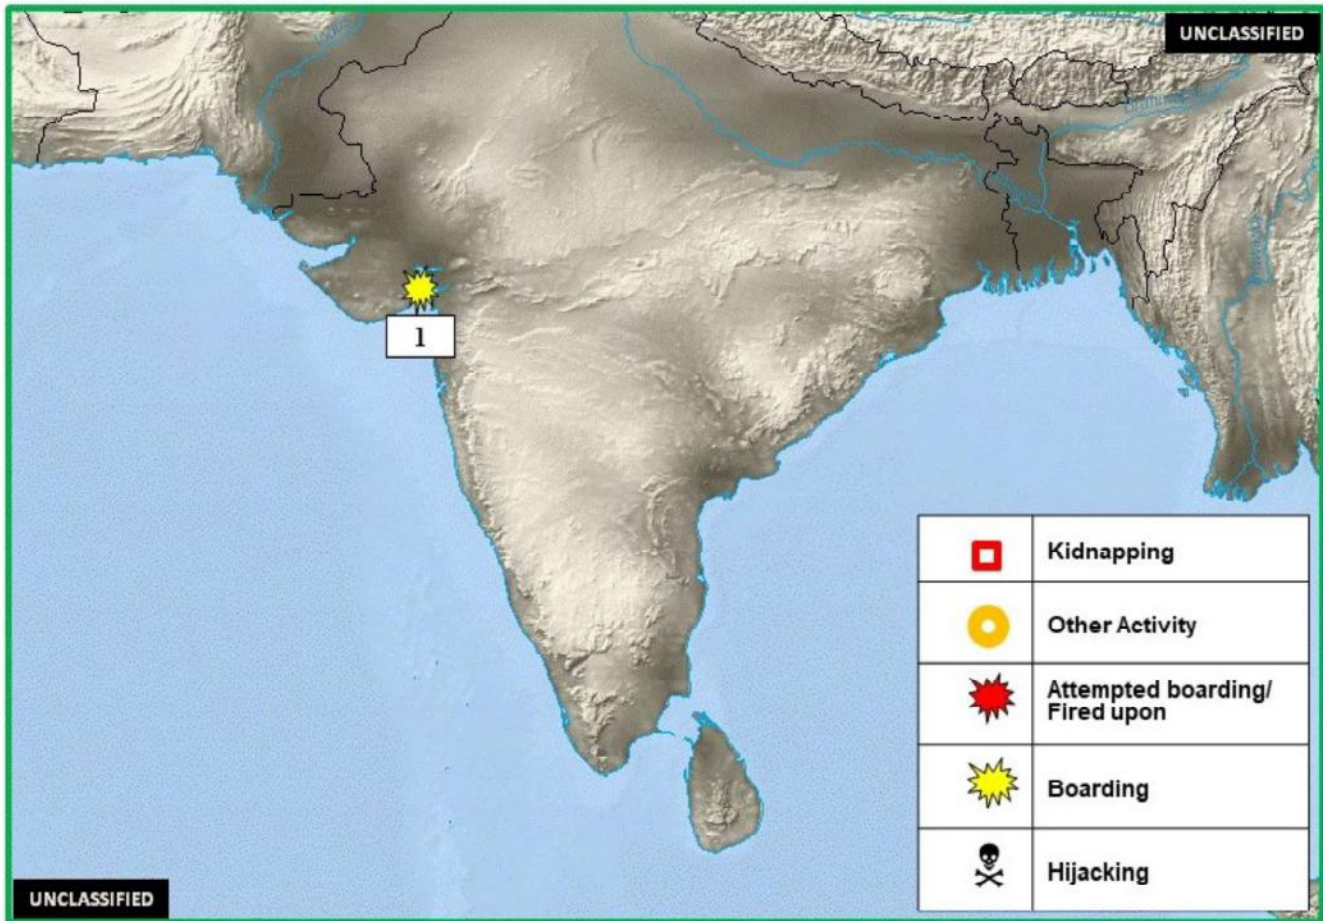 UNCLASSIFIED
1
Kidnapping
Other Activity
Attempted boarding/
Fired upon
Boarding
Hijacking
UNCLASSIFIED